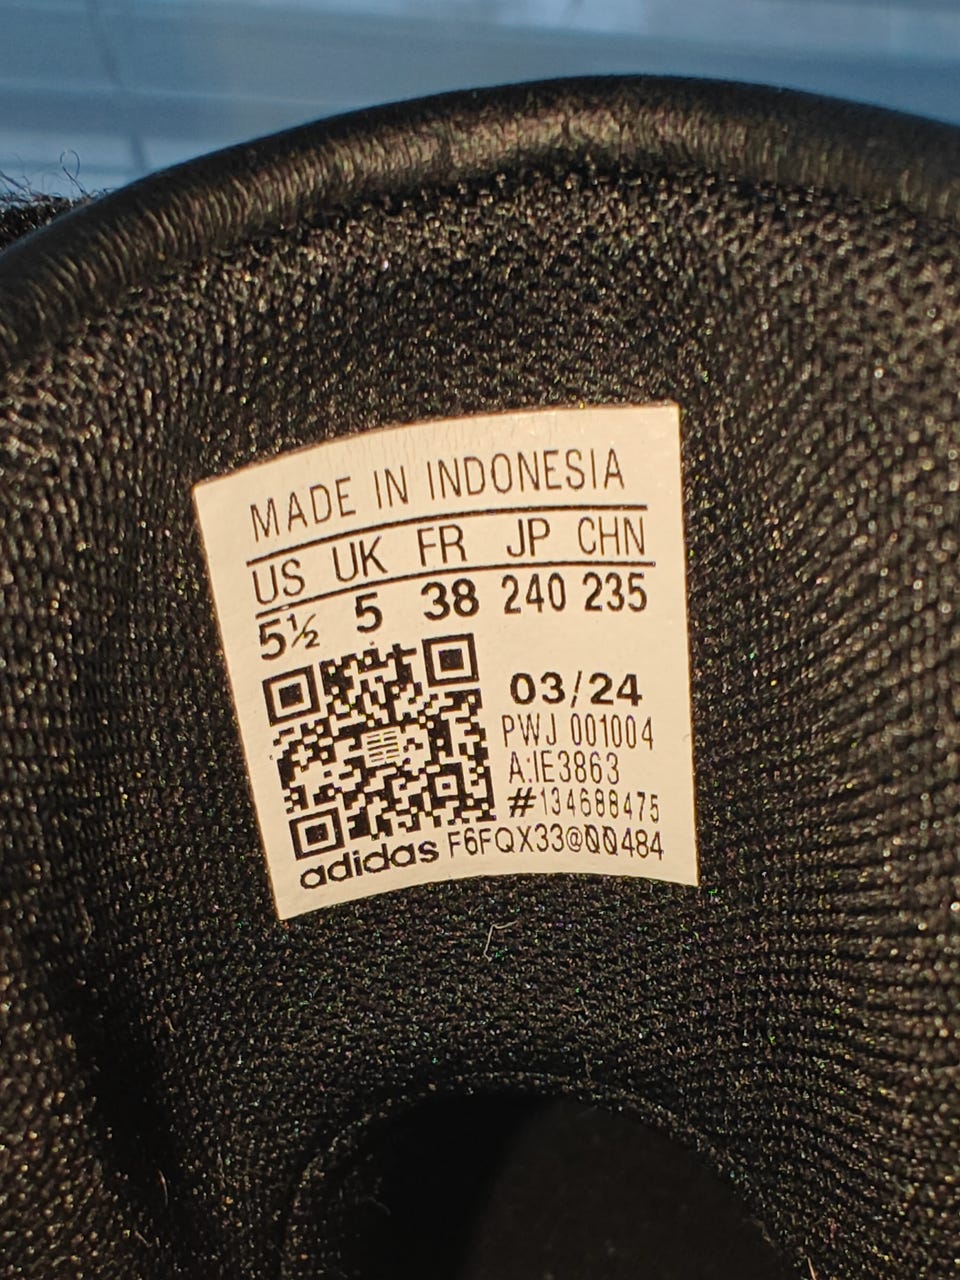 MADE IN INDONESIA
US UK FR JP CHN
5½ 5 38 240 235
03/24
PWJ 001004
A:IE3863
#134688475
adidas F6FQX33@00484